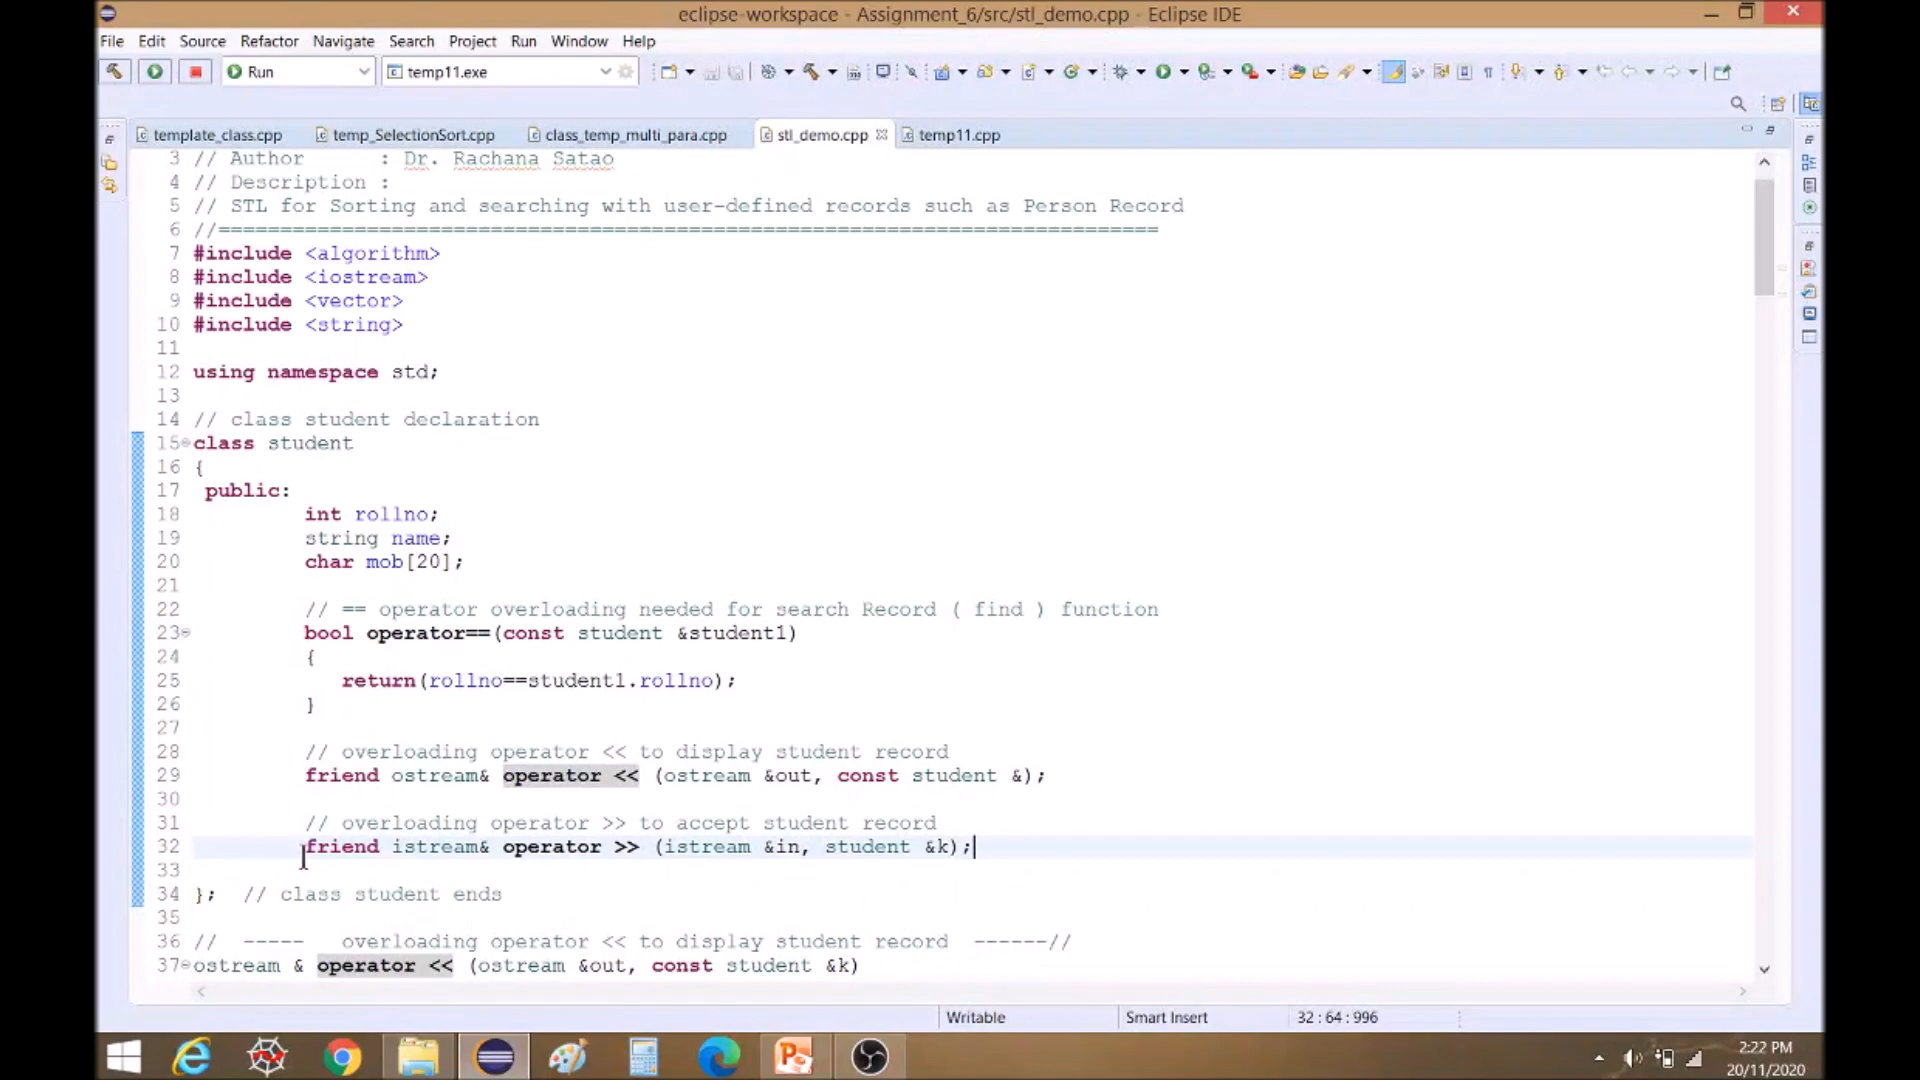 eclipse-workspace - Assignment_6/src/stl_demo.cpp - Eclipse IDE
File Edit Source Refactor Navigate Search Project Run Window Help
Run temp11.exe
template_class.cpp temp_SelectionSort.cpp class_temp_multi_para.cpp stl_demo.cpp temp11.cpp
3 // Author : Dr. Rachana Satao
4 // Description :
5 // STL for Sorting and searching with user-defined records such as Person Record
6 //============================================================================
7 #include <algorithm>
8 #include <iostream>
9 #include <vector>
10 #include <string>
11
12 using namespace std;
13
14 // class student declaration
15 class student
16 {
17 public:
18 int rollno;
19 string name;
20 char mob[20];
21
22 // == operator overloading needed for search Record ( find ) function
23 bool operator==(const student &student1)
24 {
25 return(rollno==student1.rollno);
26 }
27
28 // overloading operator << to display student record
29 friend ostream& operator << (ostream &out, const student &);
30
31 // overloading operator >> to accept student record
32 friend istream& operator >> (istream &in, student &k);
33
34 }; // class student ends
35
36 // ----- overloading operator << to display student record ------//
37 ostream & operator << (ostream &out, const student &k)
Writable Smart Insert 32 : 64 : 996
2:22 PM
20/11/2020